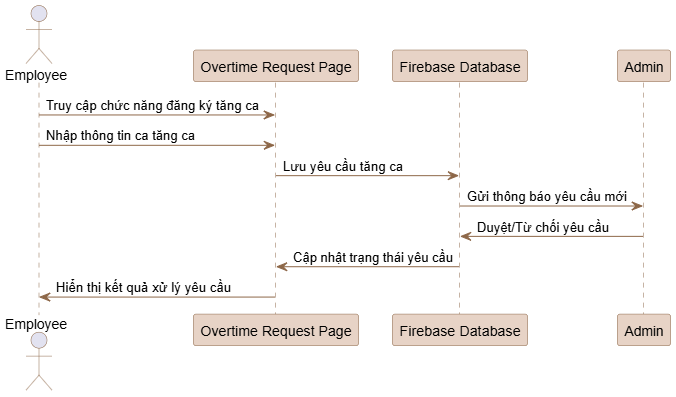 Employee
Overtime Request Page
Firebase Database
Admin
Truy cập chức năng đăng ký tăng ca
Nhập thông tin ca tăng ca
Lưu yêu cầu tăng ca
Gửi thông báo yêu cầu mới
Duyệt/Từ chối yêu cầu
Cập nhật trạng thái yêu cầu
Hiển thị kết quả xử lý yêu cầu
Employee
Overtime Request Page
Firebase Database
Admin